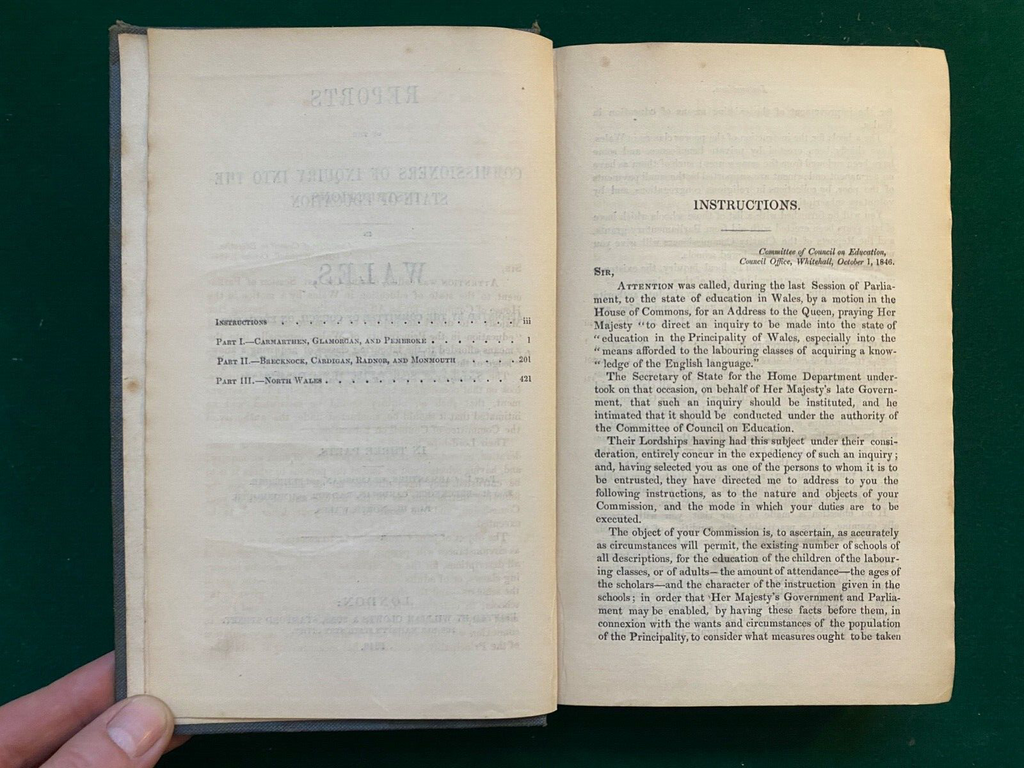 INSTRUCTIONS . . . . . . . . . . . . . . . . . . . iii
PART I.—CARMARTHEN, GLAMORGAN, AND PEMBROKE . . . . . . . 1
PART II.—BRECKNOCK, CARDIGAN, RADNOR, AND MONMOUTH . . . . 201
PART III.—NORTH WALES . . . . . . . . . . . . . . 421
INSTRUCTIONS.
Committee of Council on Education,
Council Office, Whitehall, October 1, 1846.
SIR,
ATTENTION was called, during the last Session of Parlia-
ment, to the state of education in Wales, by a motion in the
House of Commons, for an Address to the Queen, praying Her
Majesty "to direct an inquiry to be made into the state of
"education in the Principality of Wales, especially into the
"means afforded to the labouring classes of acquiring a know-
"ledge of the English language."
The Secretary of State for the Home Department under-
took on that occasion, on behalf of Her Majesty's late Govern-
ment, that such an inquiry should be instituted, and he
intimated that it should be conducted under the authority of
the Committee of Council on Education.
Their Lordships having had this subject under their consi-
deration, entirely concur in the expediency of such an inquiry;
and, having selected you as one of the persons to whom it is to
be entrusted, they have directed me to address to you the
following instructions, as to the nature and objects of your
Commission, and the mode in which your duties are to be
executed.
The object of your Commission is, to ascertain, as accurately
as circumstances will permit, the existing number of schools of
all descriptions, for the education of the children of the labour-
ing classes, or of adults—the amount of attendance—the ages of
the scholars—and the character of the instruction given in the
schools; in order that Her Majesty's Government and Parlia-
ment may be enabled, by having these facts before them, in
connexion with the wants and circumstances of the population
of the Principality, to consider what measures ought to be taken